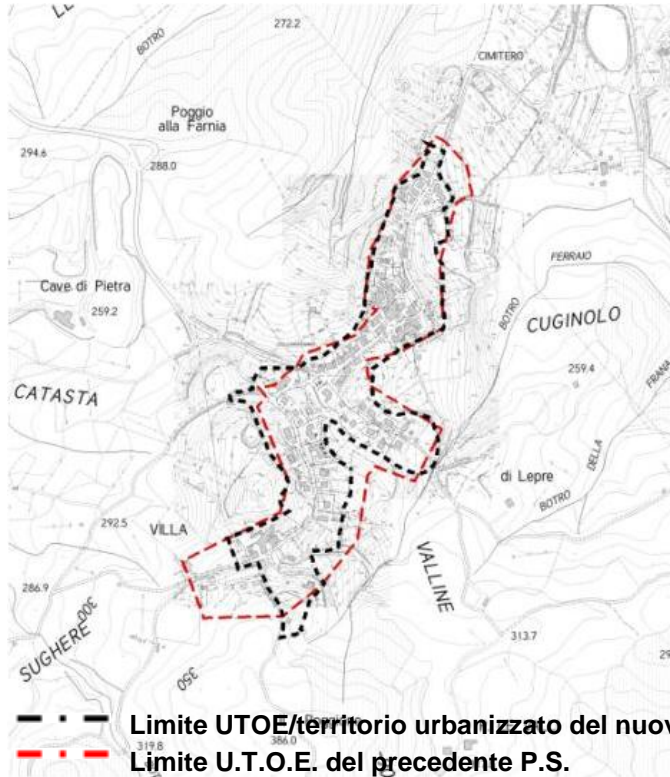 272.2
BOTRO
CIMITERO
Poggio
alla Farnia
294.6
288.0
FERRAIO
Cave di Pietra
259.2
BOTRO
CUGINOLO
CATASTA
259.4
FRANA
DELLA
di Lepre
BOTRO
292.5
VILLA
VALLINE
286.9
300
SUGHERE
313.7
350
Limite UTOE/territorio urbanizzato del nuov
319.8
386.0
Limite U.T.O.E. del precedente P.S.